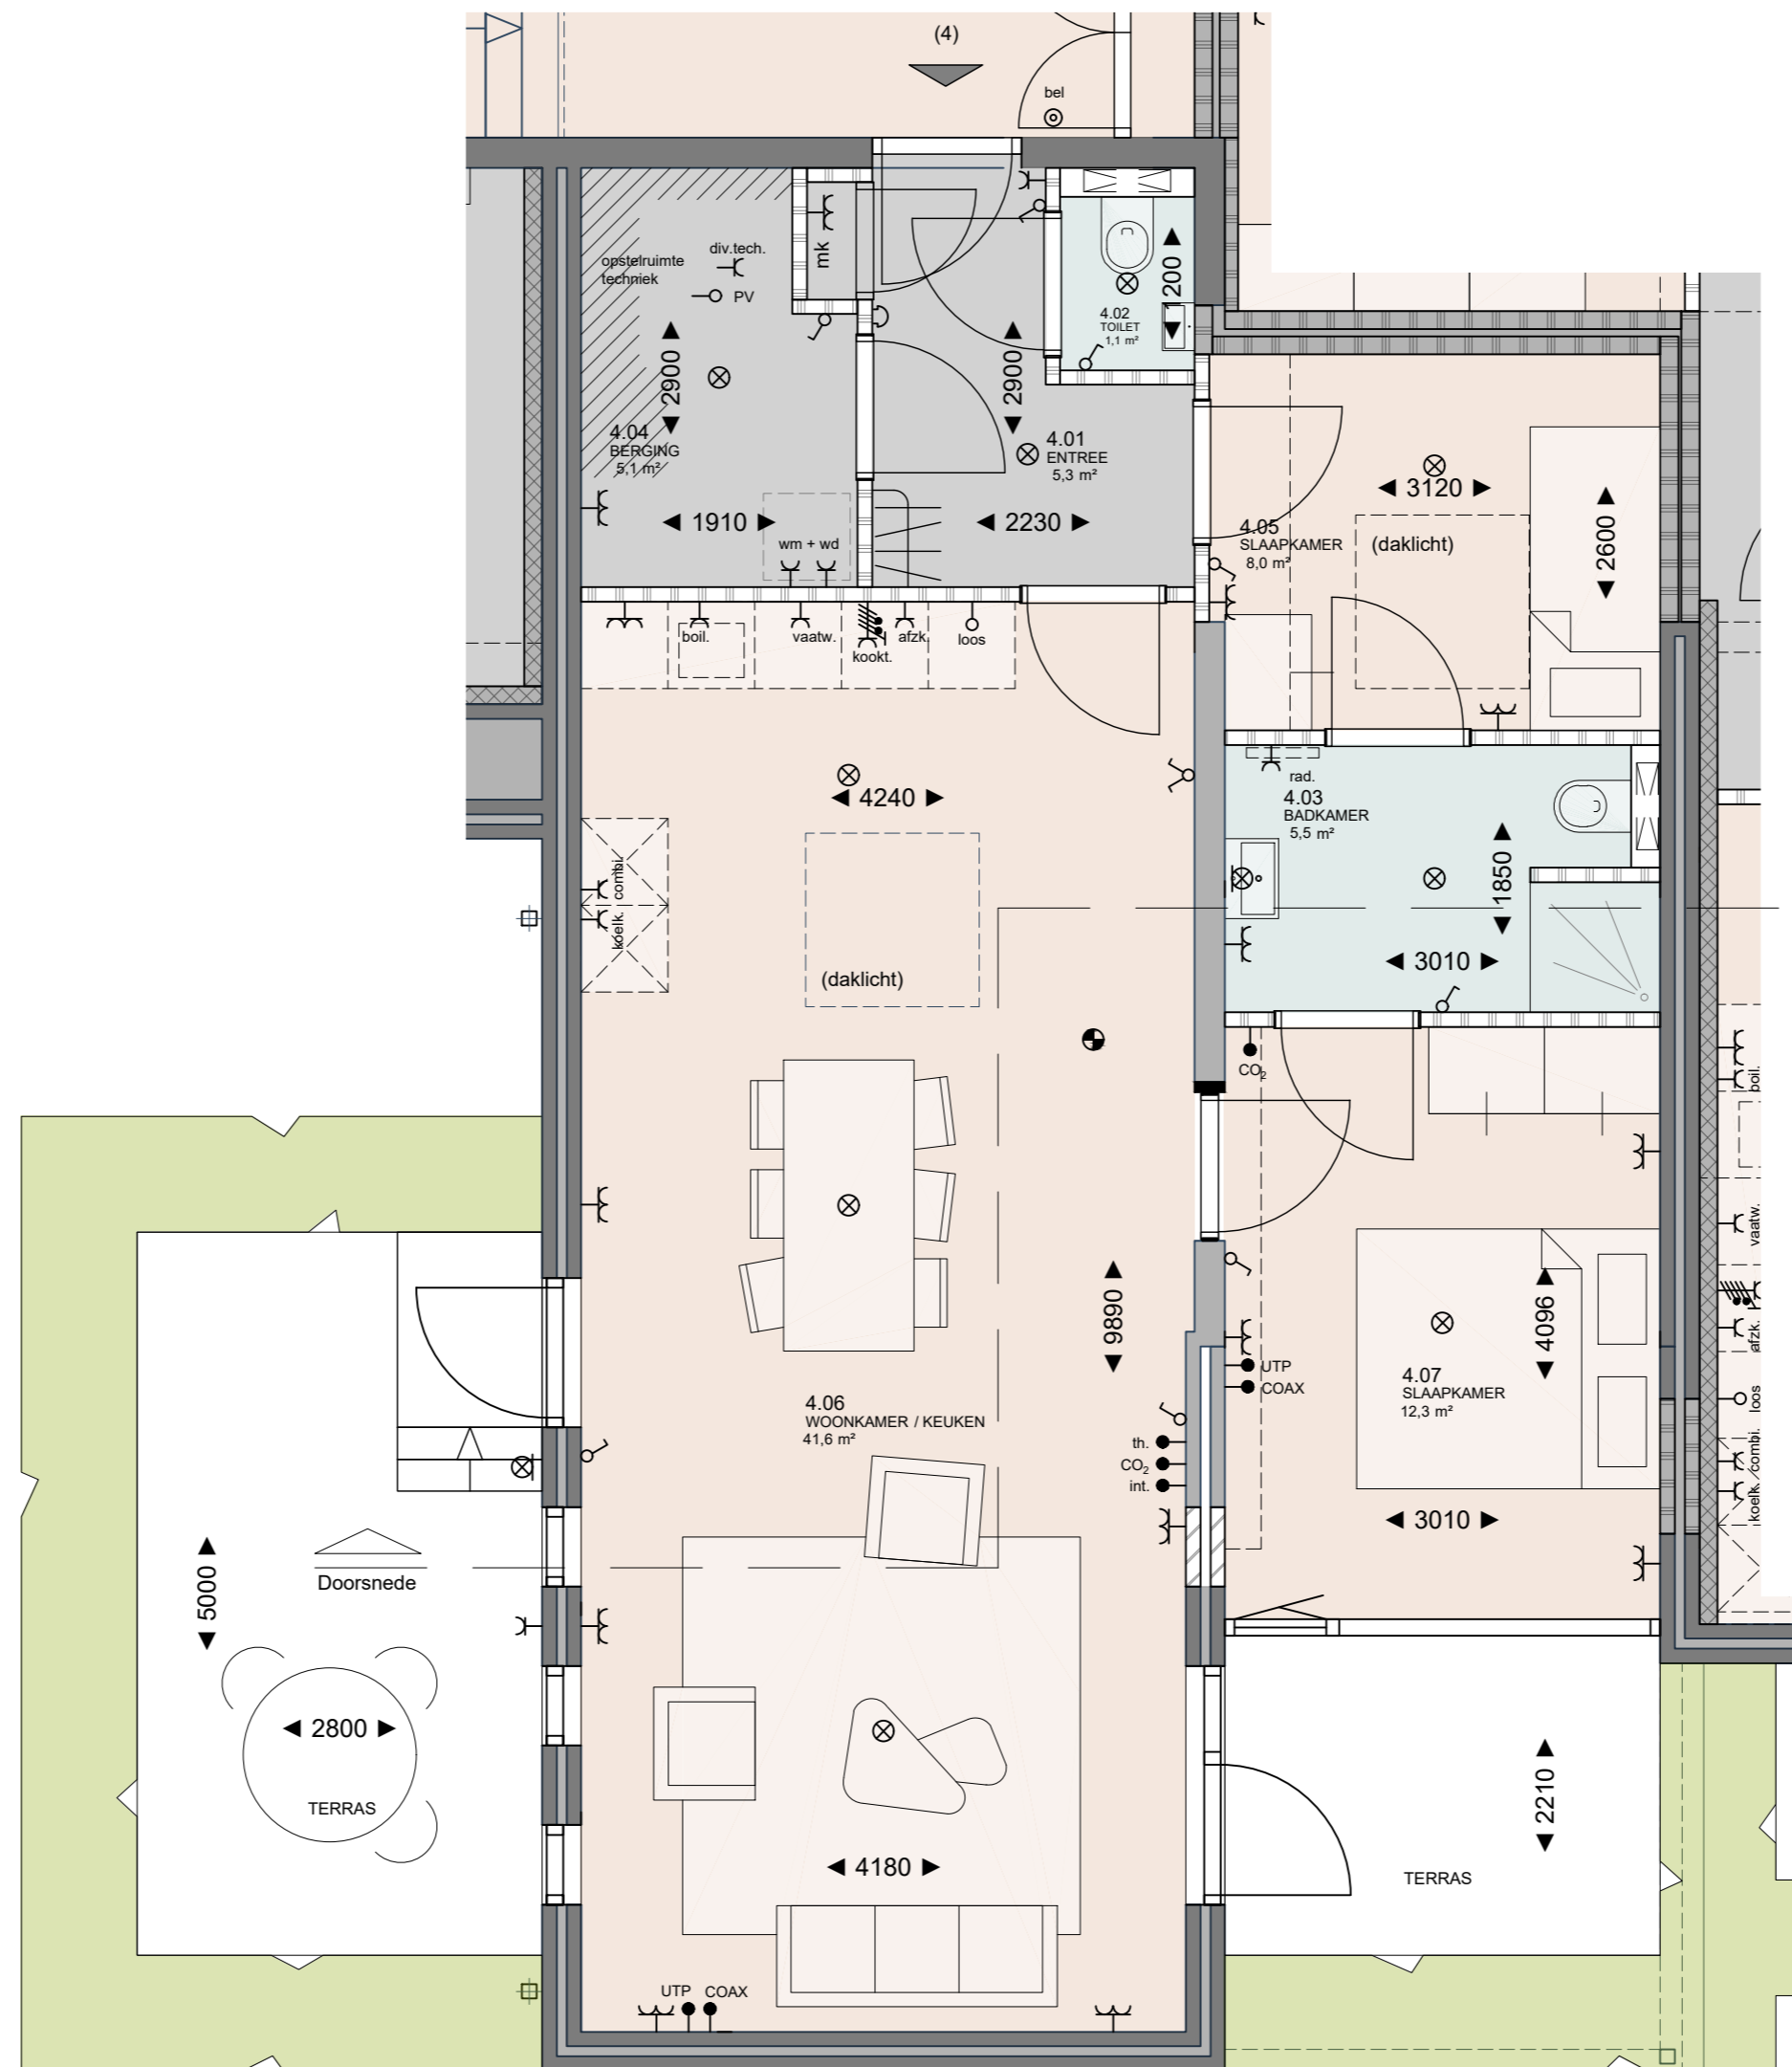 (4)
bel
mk
div.tech.
opstelruimte
techniek
PV
1200
4.02
TOILET
1,1 m²
2900
2900
4.04
BERGING
5,1 m²
4.01
ENTREE
5,3 m²
3120
1910
2230
4.05
SLAAPKAMER
8,0 m²
(daklicht)
2600
wm + wd
boil.
vaatw.
kookt.
afzk.
loos
rad.
4.03
BADKAMER
5,5 m²
4240
combi.
koelk.
1850
3010
(daklicht)
CO2
boil.
vaatw.
afzk.
loos
combi.
koelk.
9890
4096
UTP
COAX
4.07
SLAAPKAMER
12,3 m²
4.06
WOONKAMER / KEUKEN
41,6 m²
th.
CO2
int.
3010
5000
Doorsnede
2800
TERRAS
2210
4180
TERRAS
UTP
COAX